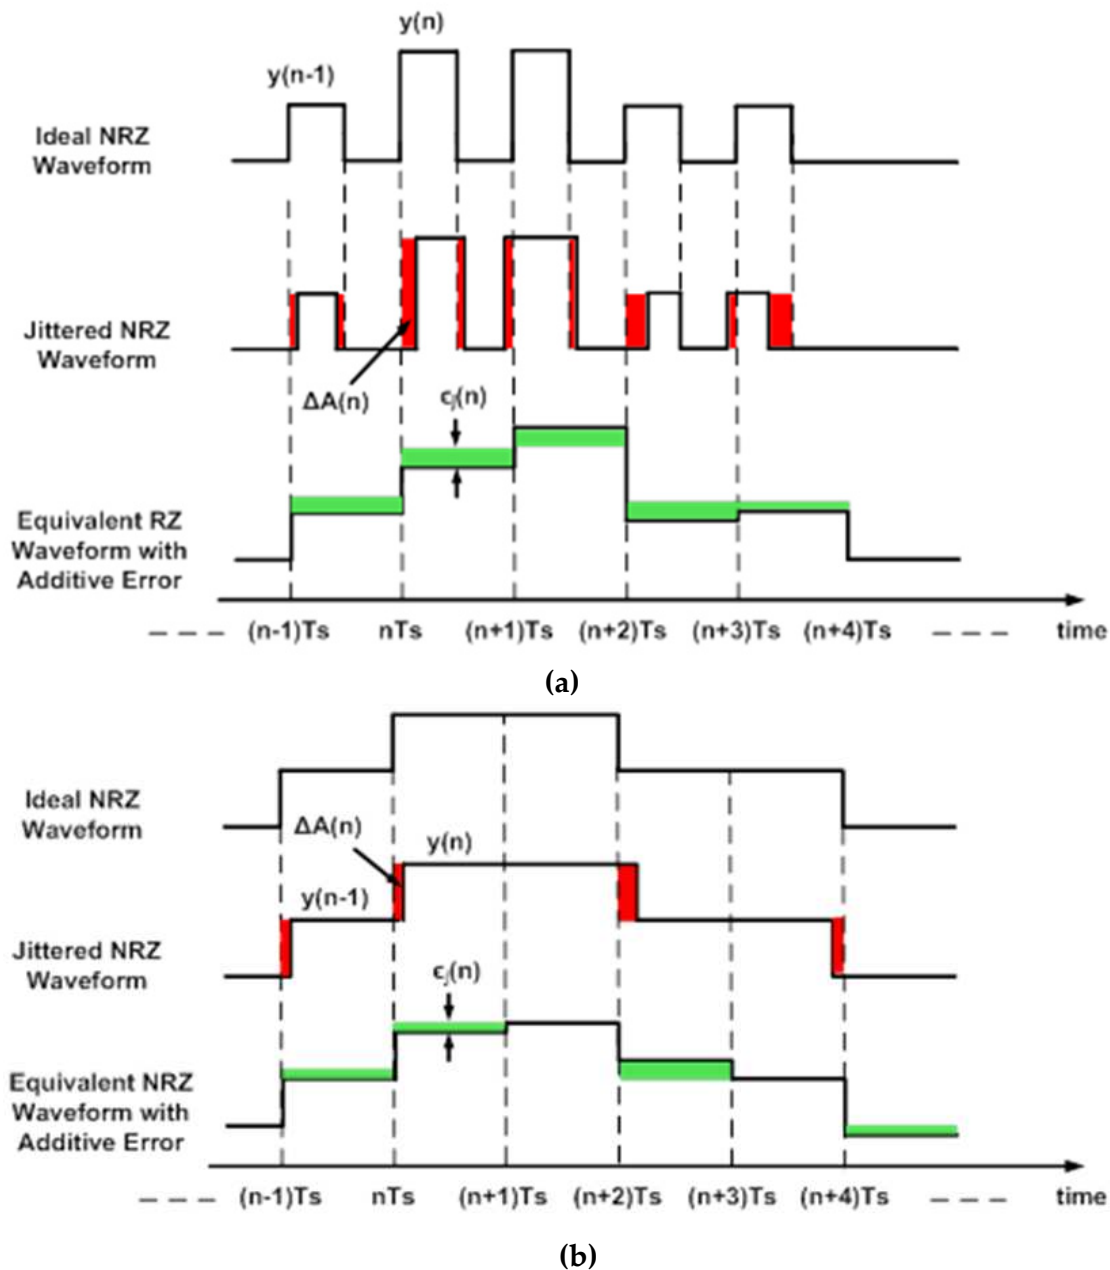 y(n)
y(n-1)
Ideal NRZ
Waveform
Jittered NRZ
Waveform
ΔA(n)
cj(n)
Equivalent RZ
Waveform with
Additive Error
(n-1)Ts nTs (n+1)Ts (n+2)Ts (n+3)Ts (n+4)Ts time
(a)
Ideal NRZ
Waveform
ΔA(n)
y(n)
y(n-1)
Jittered NRZ
Waveform
cj(n)
Equivalent NRZ
Waveform with
Additive Error
(n-1)Ts nTs (n+1)Ts (n+2)Ts (n+3)Ts (n+4)Ts time
(b)